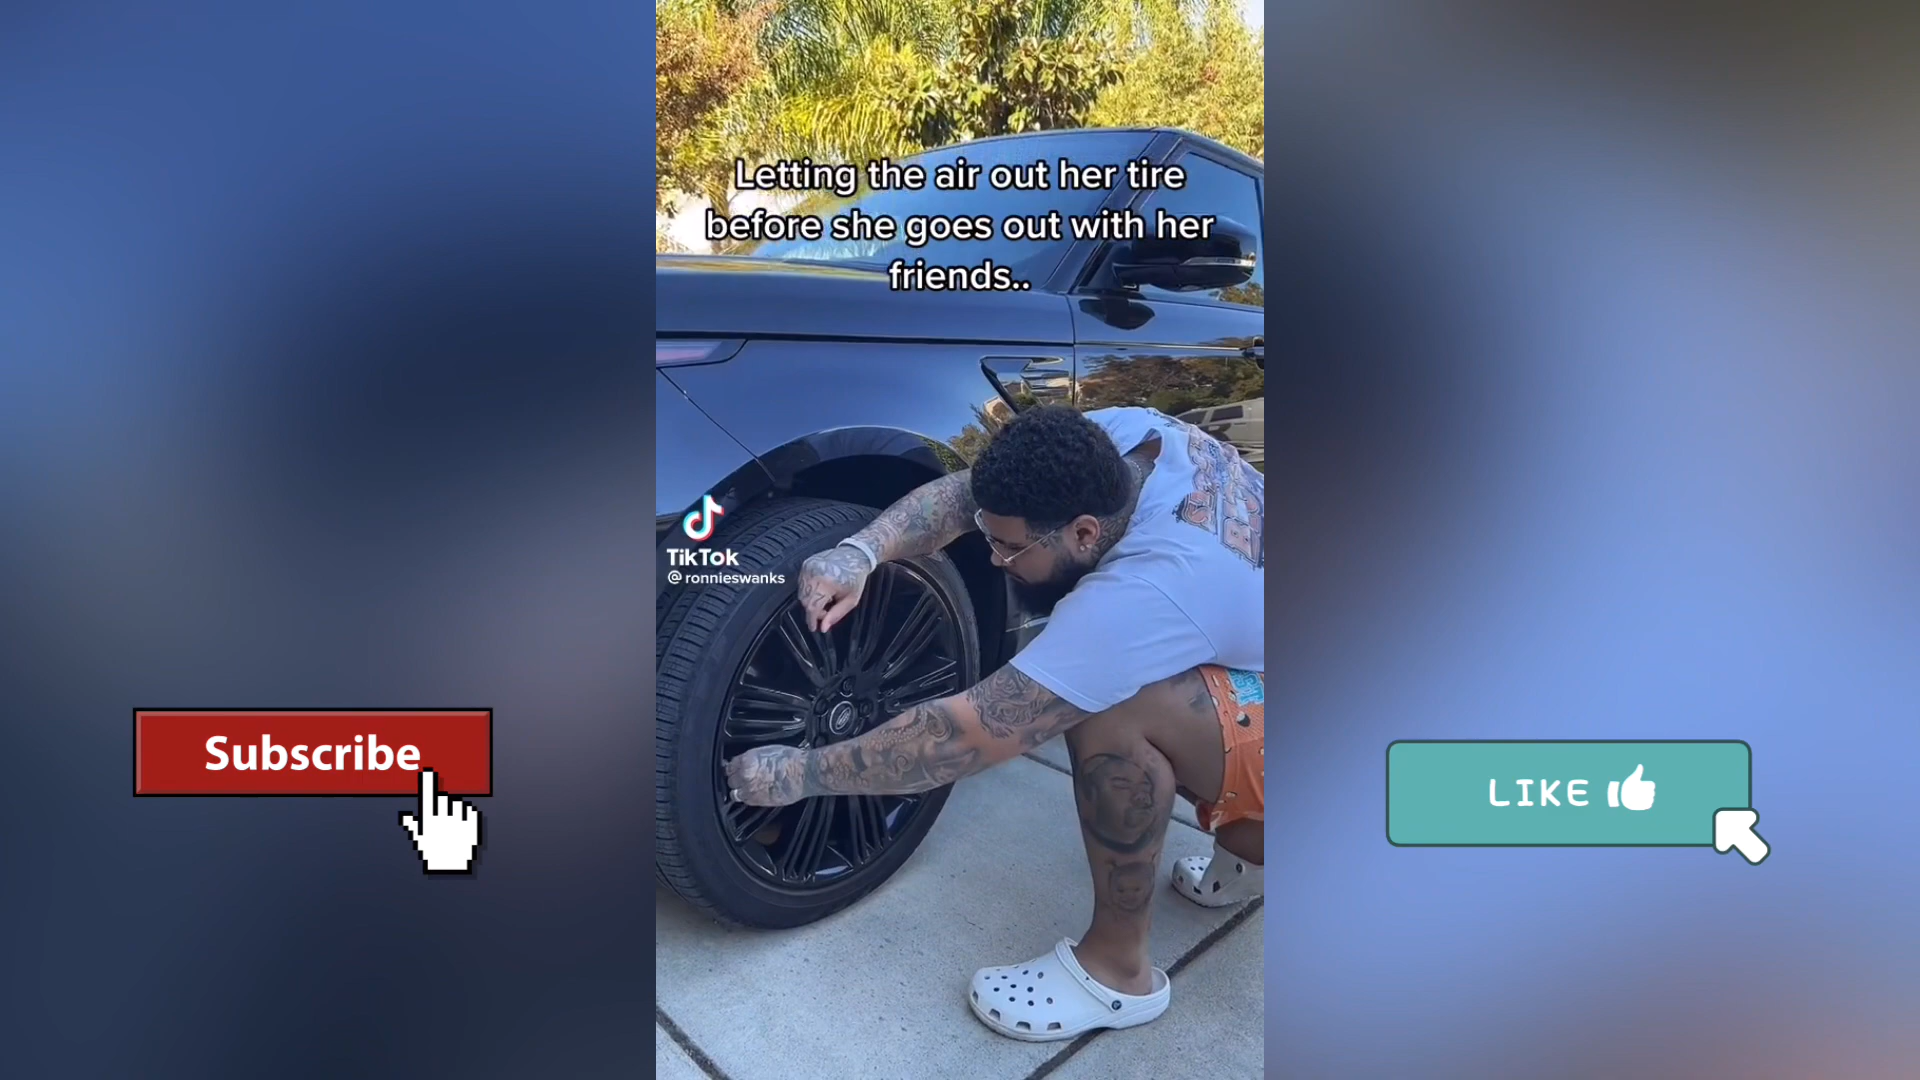 Letting the air out her tire
before she goes out with her
friends..
TikTok
@ronnieswanks
Subscribe
LIKE